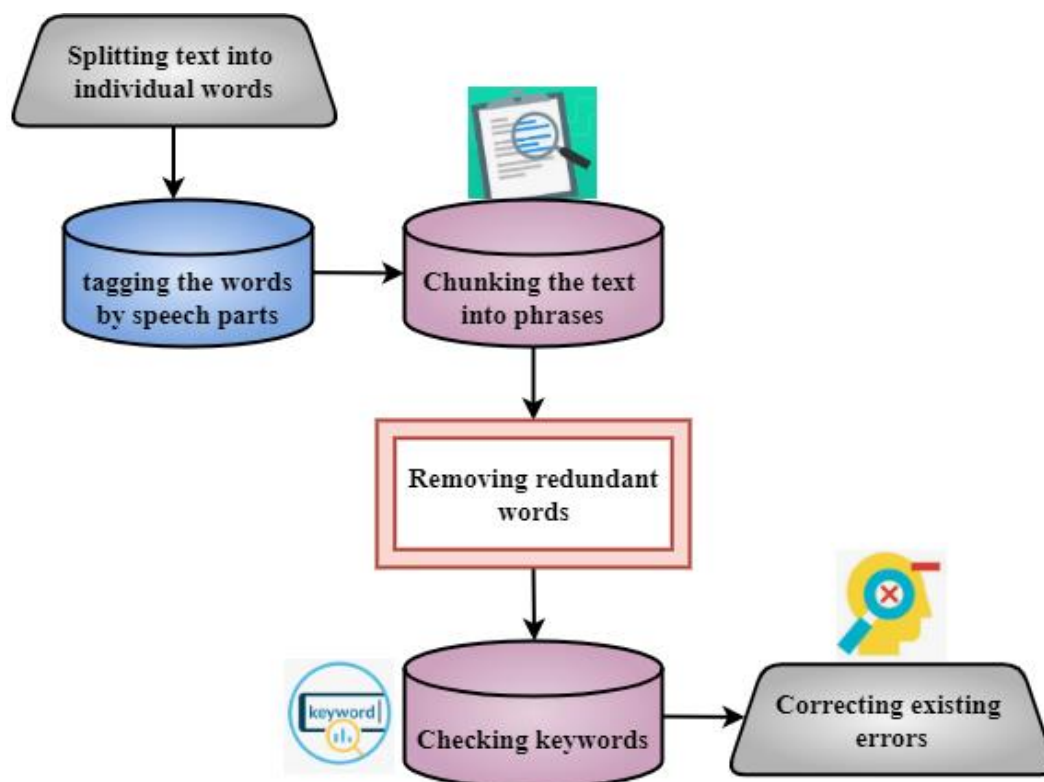 Splitting text into
individual words
tagging the words
by speech parts
Chunking the text
into phrases
Removing redundant
words
keyword
Checking keywords
Correcting existing
errors